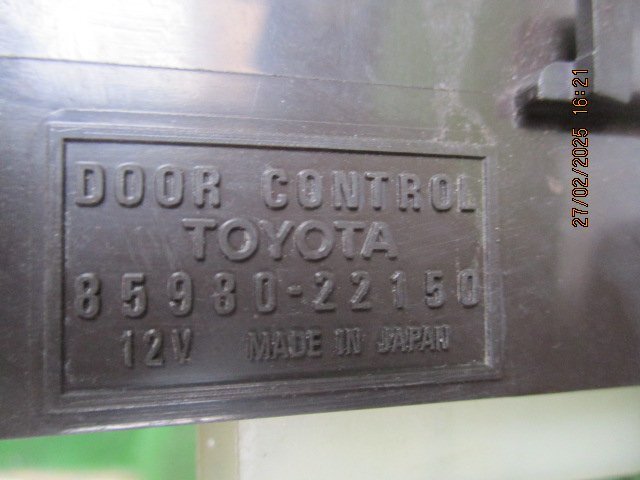 DOOR CONTROL
TOYOTA
85980-22150
12V MADE IN JAPAN
27/02/2025 16:21